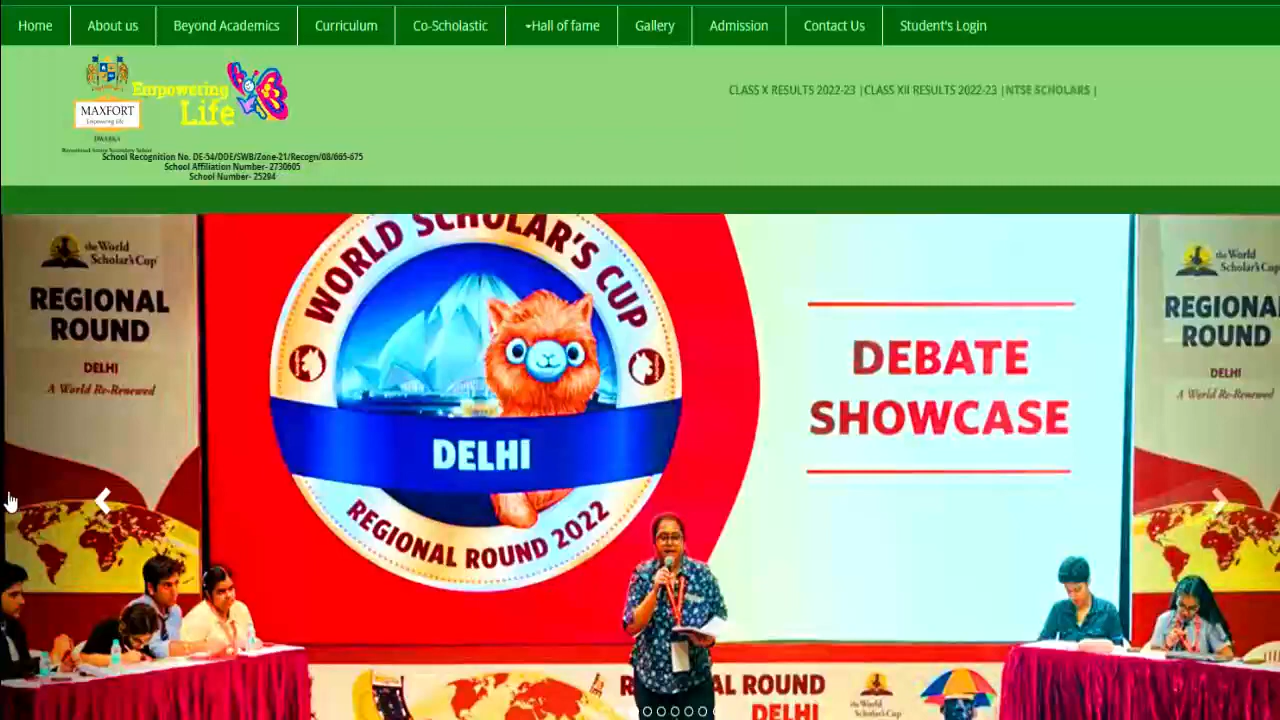 Home
About us
Beyond Academics
Curriculum
Co-Scholastic
Hall of fame
Gallery
Admission
Contact Us
Student's Login
MAXFORT
Empowering life
DWARKA
Empowering
Life
CLASS X RESULTS 2022-23 |CLASS XII RESULTS 2022-23 |NTSE SCHOLARS |
School Recognition No. DE-54/DDE/SWB/Zone-21/Recogn/08/665-675
School Affiliation Number- 2730605
School Number- 25294
the World
Scholar's Cup
REGIONAL
ROUND
DELHI
A World Re-Renewed
WORLD SCHOLAR'S CUP
DELHI
REGIONAL ROUND 2022
DEBATE
SHOWCASE
the World
Scholar's Cup
REGIONAL
ROUND
DELHI
A World Re-Renewed
AL ROUND
DELHI
the World
Scholar's Cup